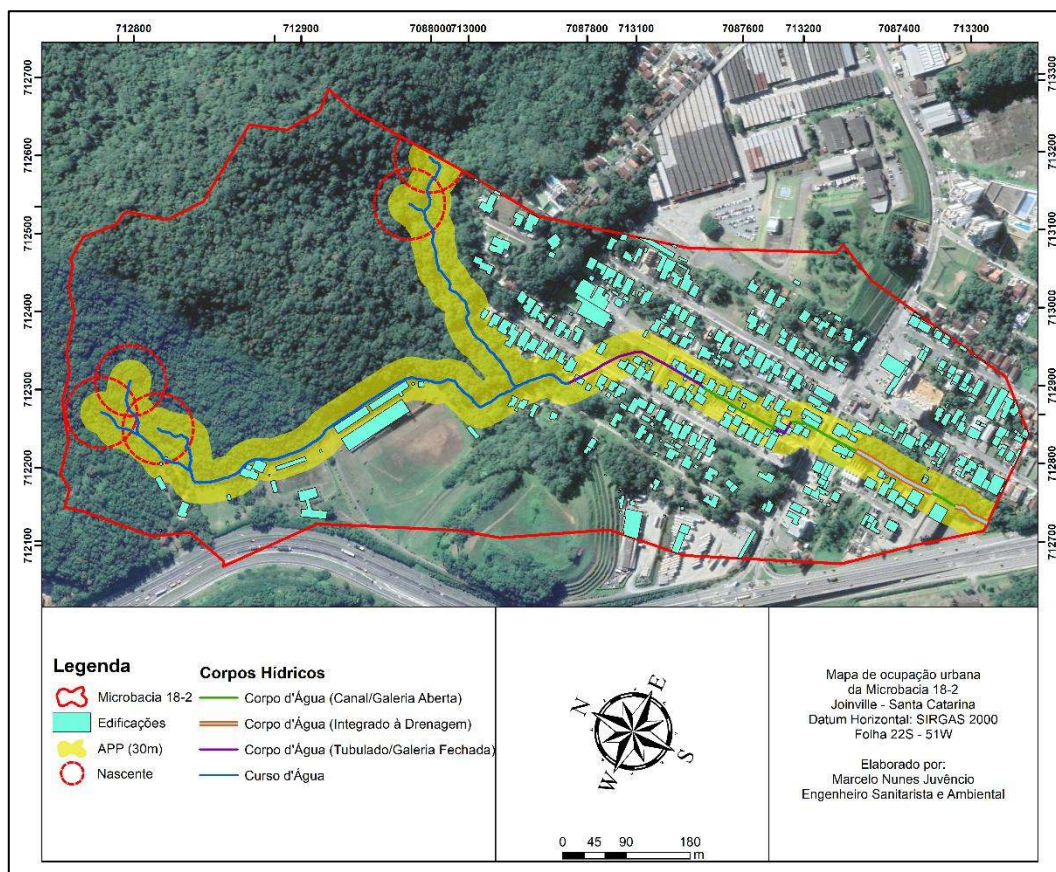 712800 712900 7088000 713000 7087800 713100 7087600 713200 7087400 713300
712700
712600
712500
712400
712300
712200
712100
713300
713200
713100
713000
712900
712800
712700
Legenda
Microbacia 18-2
Edificações
APP (30m)
Nascente
Corpos Hídricos
Corpo d'Água (Canal/Galeria Aberta)
Corpo d'Água (Integrado à Drenagem)
Corpo d'Água (Tubulado/Galeria Fechada)
Curso d'Água
N
E
W
S
0 45 90 180
m
Mapa de ocupação urbana
da Microbacia 18-2
Joinville - Santa Catarina
Datum Horizontal: SIRGAS 2000
Folha 22S - 51W
Elaborado por:
Marcelo Nunes Juvêncio
Engenheiro Sanitarista e Ambiental